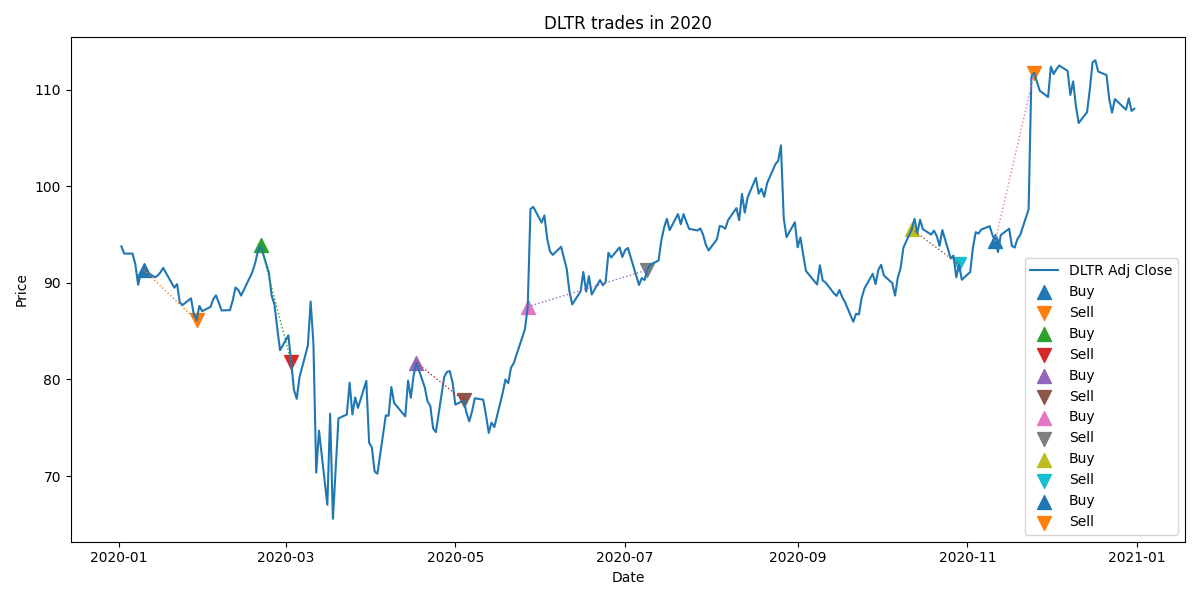 DLTR trades in 2020
Price
110
100
90
80
70
2020-01 2020-03 2020-05 2020-07 2020-09 2020-11 2021-01
Date
DLTR Adj Close
Buy
Sell
Buy
Sell
Buy
Sell
Buy
Sell
Buy
Sell
Buy
Sell